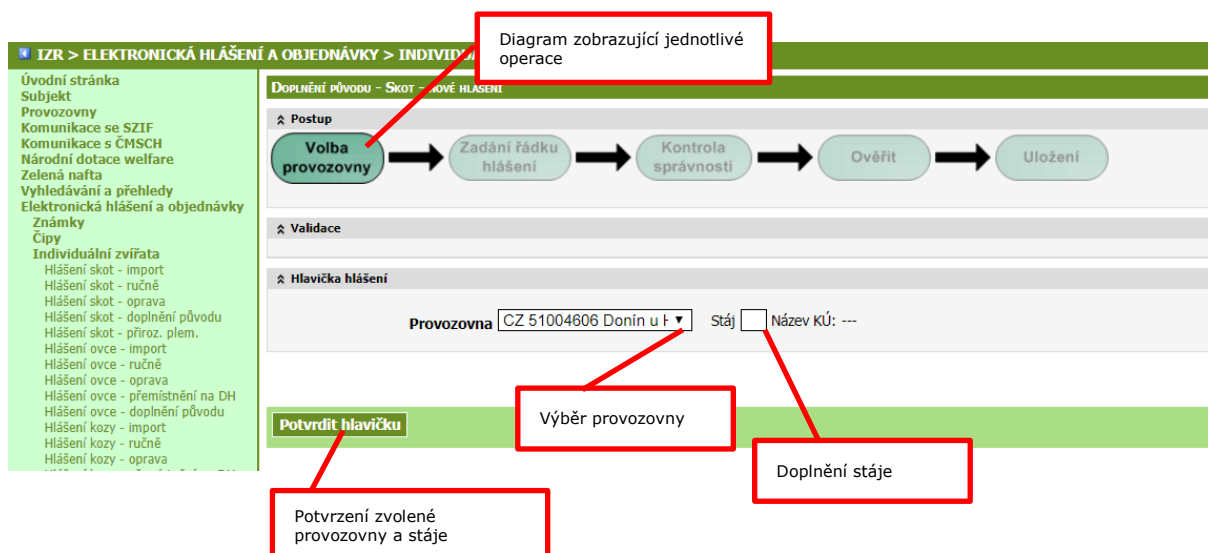 Diagram zobrazující jednotlivé
operace
IZR > ELEKTRONICKÁ HLÁŠENÍ A OBJEDNÁVKY >
Úvodní stránka
Subjekt
Provozovny
Komunikace se SZIF
Komunikace s ČMSCH
Národní dotace welfare
Zelená nafta
Vyhledávání a přehledy
Elektronická hlášení a objednávky
Známky
Čipy
Individuální zvířata
Hlášení skot - import
Hlášení skot - ručně
Hlášení skot - oprava
Hlášení skot - doplnění původu
Hlášení skot - přiroz. plem.
Hlášení ovce - import
Hlášení ovce - ručně
Hlášení ovce - oprava
Hlášení ovce - přemístnění na DH
Hlášení ovce - doplnění původu
Hlášení kozy - import
Hlášení kozy - ručně
Hlášení kozy - oprava
Doplnění původu - Skot - nové hlášení
Postup
Volba
provozovny
Zadání řádku
hlášení
Kontrola
správnosti
Ověřit
Uložení
Validace
Hlavička hlášení
Provozovna CZ 51004606 Donín u Stáj Název KÚ: ---
Potvrdit hlavičku
Výběr provozovny
Doplnění stáje
Potvrzení zvolené
provozovny a stáje